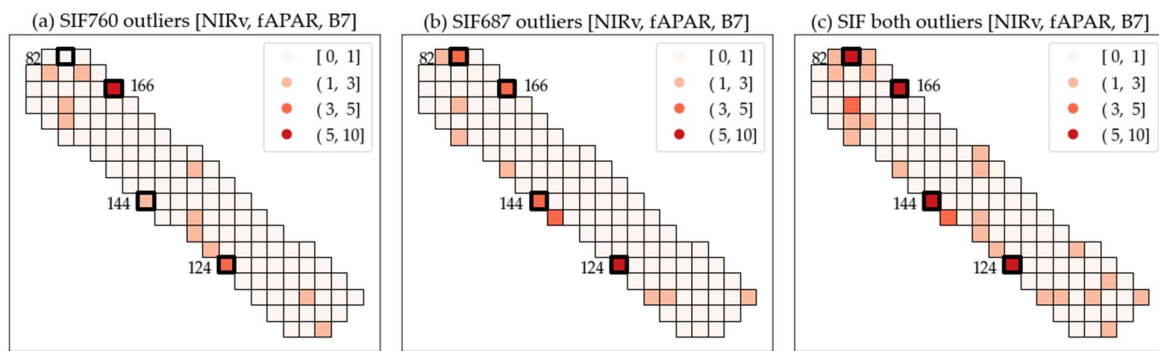 (a) SIF760 outliers [NIRv, fAPAR, B7]
82
166
144
124
[ 0, 1]
( 1, 3]
( 3, 5]
( 5, 10]
(b) SIF687 outliers [NIRv, fAPAR, B7]
82
166
144
124
[ 0, 1]
( 1, 3]
( 3, 5]
( 5, 10]
(c) SIF both outliers [NIRv, fAPAR, B7]
82
166
144
124
[ 0, 1]
( 1, 3]
( 3, 5]
( 5, 10]